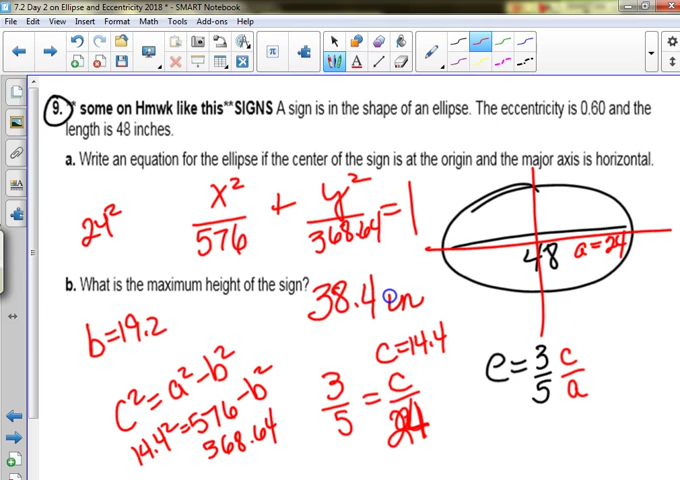 7.2 Day 2 on Ellipse and Eccentricity 2018 * - SMART Notebook
File Edit View Insert Format Tools Add-ons Help
9. * some on Hmwk like this**SIGNS A sign is in the shape of an ellipse. The eccentricity is 0.60 and the
length is 48 inches.
a. Write an equation for the ellipse if the center of the sign is at the origin and the major axis is horizontal.
24²
x²/576 + y²/368.64 = 1
48
a = 24
b. What is the maximum height of the sign?
38.4 in
b = 19.2
c = 14.4
c² = a² - b²
14.4² = 576 - b²
368.64
3/5 = c/24
e = 3/5 c/a